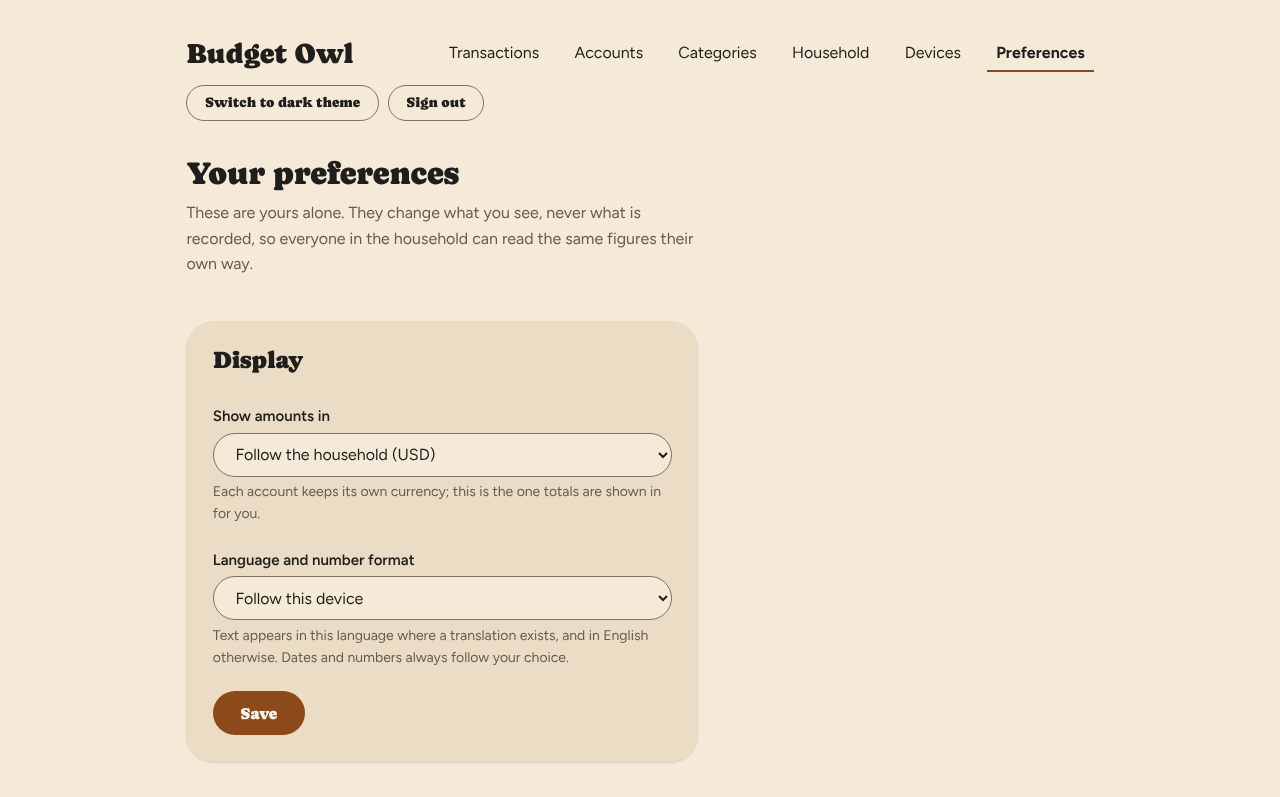 Budget Owl
Transactions
Accounts
Categories
Household
Devices
Preferences
Switch to dark theme
Sign out
Your preferences
These are yours alone. They change what you see, never what is
recorded, so everyone in the household can read the same figures their
own way.
Display
Show amounts in
Follow the household (USD)
Each account keeps its own currency; this is the one totals are shown in
for you.
Language and number format
Follow this device
Text appears in this language where a translation exists, and in English
otherwise. Dates and numbers always follow your choice.
Save